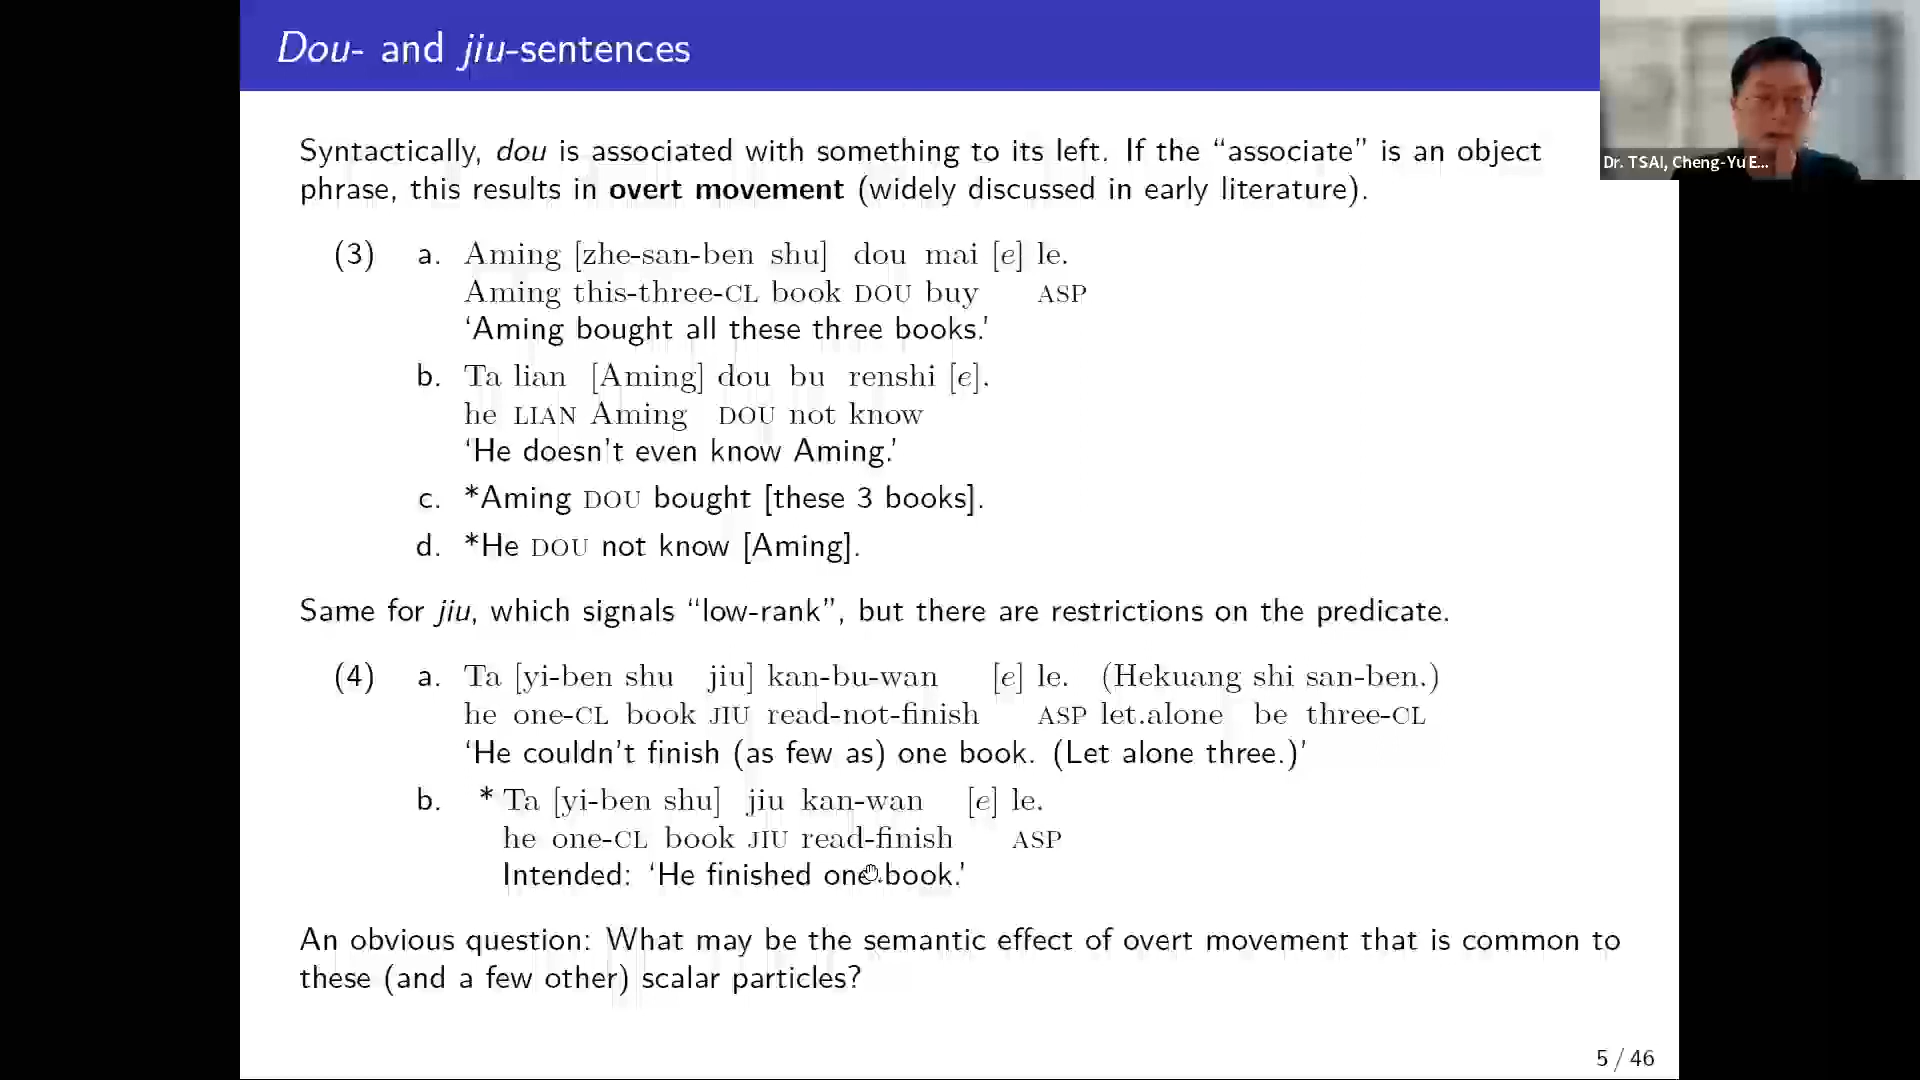 Dou- and jiu-sentences
Dr. TSAI, Cheng-Yu E...
Syntactically, dou is associated with something to its left. If the “associate” is an object
phrase, this results in overt movement (widely discussed in early literature).
(3) a. Aming [zhe-san-ben shu] dou mai [e] le.
Aming this-three-CL book DOU buy ASP
‘Aming bought all these three books.’
b. Ta lian [Aming] dou bu renshi [e].
he LIAN Aming DOU not know
‘He doesn’t even know Aming.’
c. *Aming DOU bought [these 3 books].
d. *He DOU not know [Aming].
Same for jiu, which signals “low-rank”, but there are restrictions on the predicate.
(4) a. Ta [yi-ben shu jiu] kan-bu-wan [e] le. (Hekuang shi san-ben.)
he one-CL book JIU read-not-finish ASP let.alone be three-CL
‘He couldn’t finish (as few as) one book. (Let alone three.)’
b. * Ta [yi-ben shu] jiu kan-wan [e] le.
he one-CL book JIU read-finish ASP
Intended: ‘He finished one book.’
An obvious question: What may be the semantic effect of overt movement that is common to
these (and a few other) scalar particles?
5 / 46